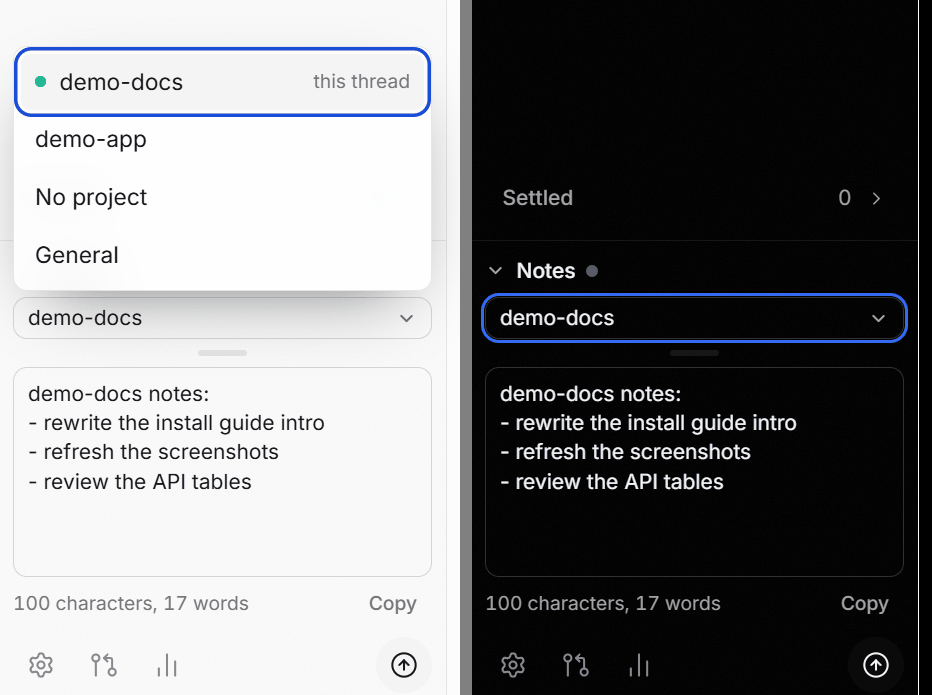 demo-docs this thread
demo-app
No project
General
demo-docs
demo-docs notes:
- rewrite the install guide intro
- refresh the screenshots
- review the API tables
100 characters, 17 words Copy
Settled 0
Notes
demo-docs
demo-docs notes:
- rewrite the install guide intro
- refresh the screenshots
- review the API tables
100 characters, 17 words Copy